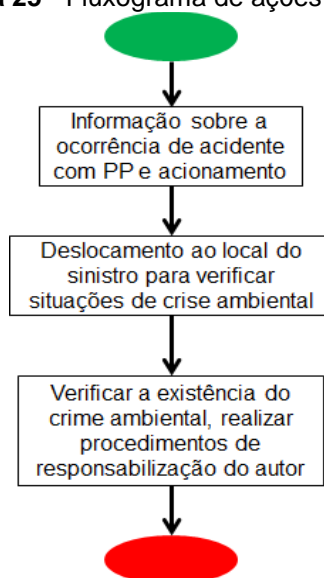 25 - Fluxograma de ações
Informação sobre a
ocorrência de acidente
com PP e acionamento
Deslocamento ao local do
sinistro para verificar
situações de crise ambiental
Verificar a existência do
crime ambiental, realizar
procedimentos de
responsabilização do autor